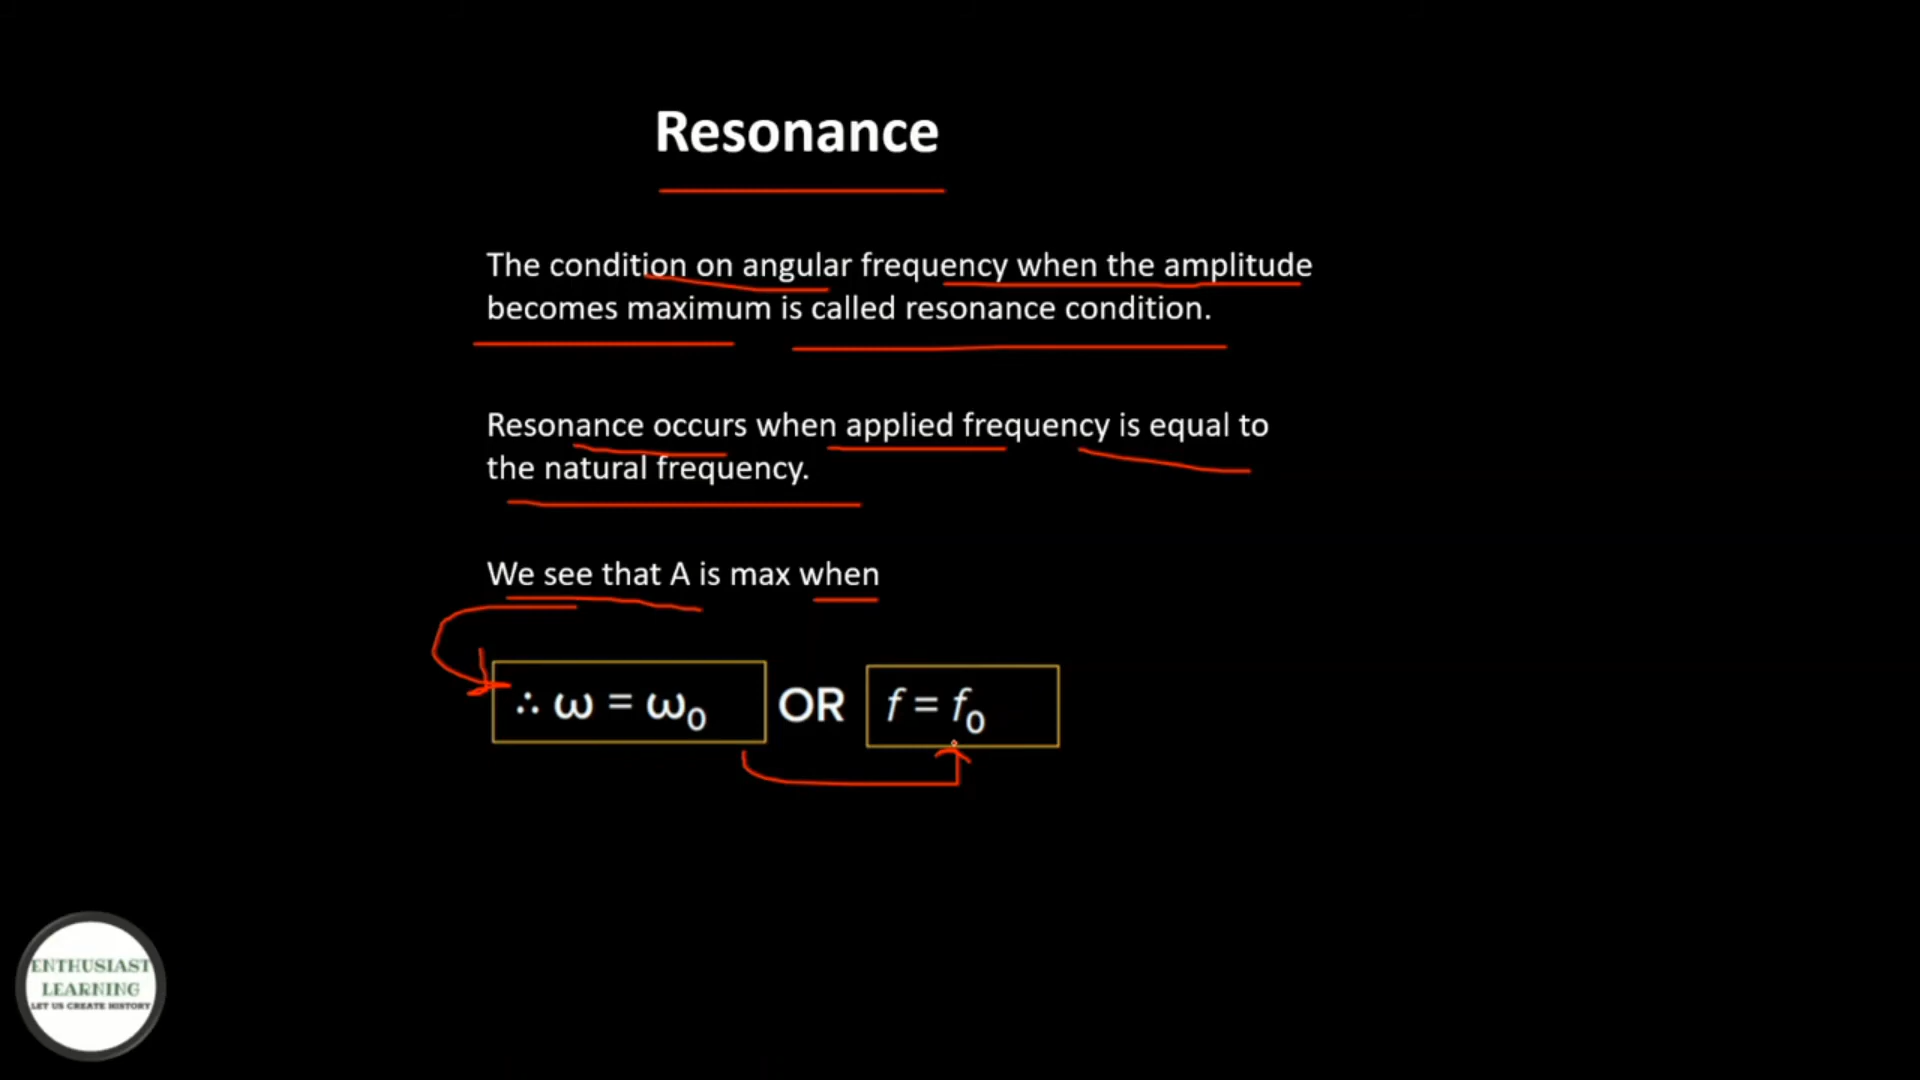 Resonance
The condition on angular frequency when the amplitude
becomes maximum is called resonance condition.
Resonance occurs when applied frequency is equal to
the natural frequency.
We see that A is max when
∴ ω = ω₀ OR f = f₀
ENTHUSIAST
LEARNING
LET US CREATE HISTORY